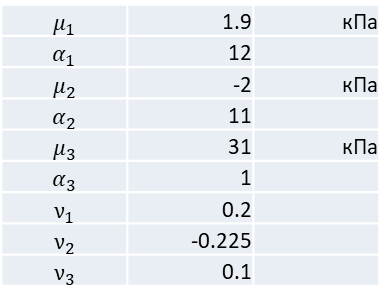 μ₁ 1.9 кПа
α₁ 12
μ₂ -2 кПа
α₂ 11
μ₃ 31 кПа
α₃ 1
ν₁ 0.2
ν₂ -0.225
ν₃ 0.1